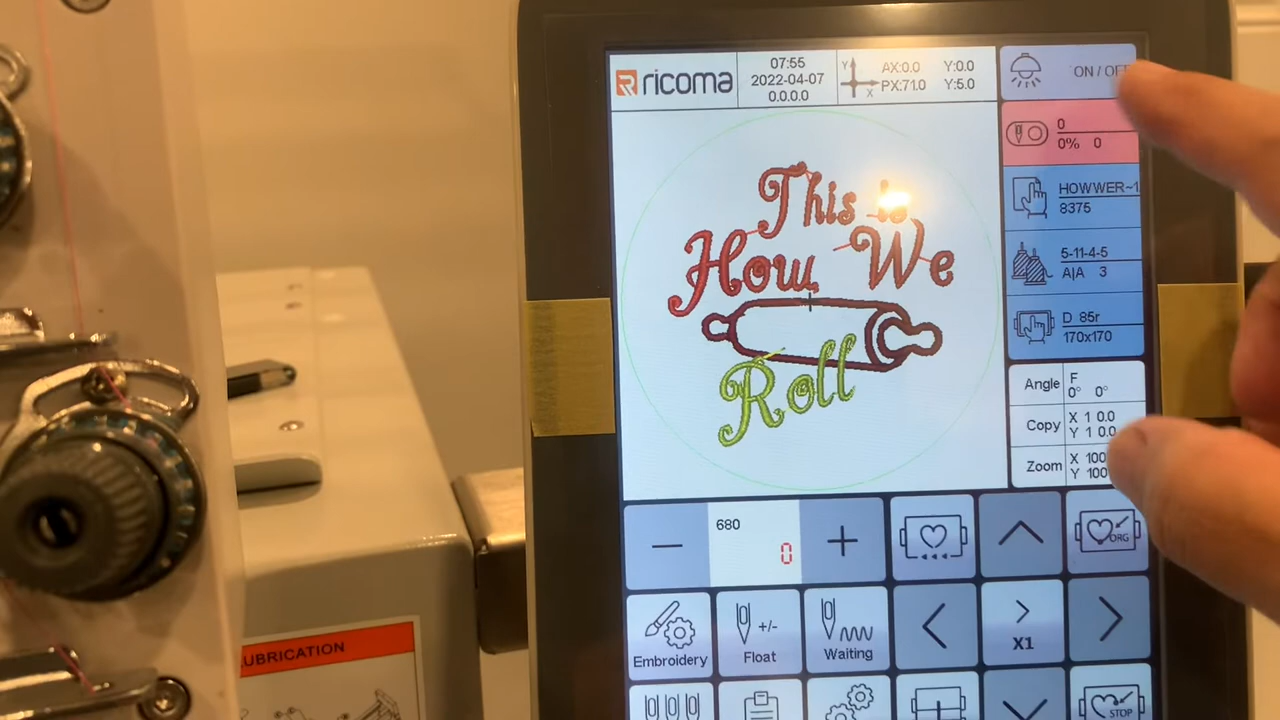 ricoma
07:55
2022-04-07
0.0.0.0
Y
X
AX:0.0 Y:0.0
PX:71.0 Y:5.0
ON / OFF
0
0% 0
HOWWER~1
8375
5-11-4-5
A|A 3
D 85r
170x170
Angle F
0° 0°
Copy X 1 0.0
Y 1 0.0
Zoom X 100
Y 100
This is
How We
Roll
680
0
ORG
Embroidery
+/-
Float
Waiting
X1
STOP
UBRICATION